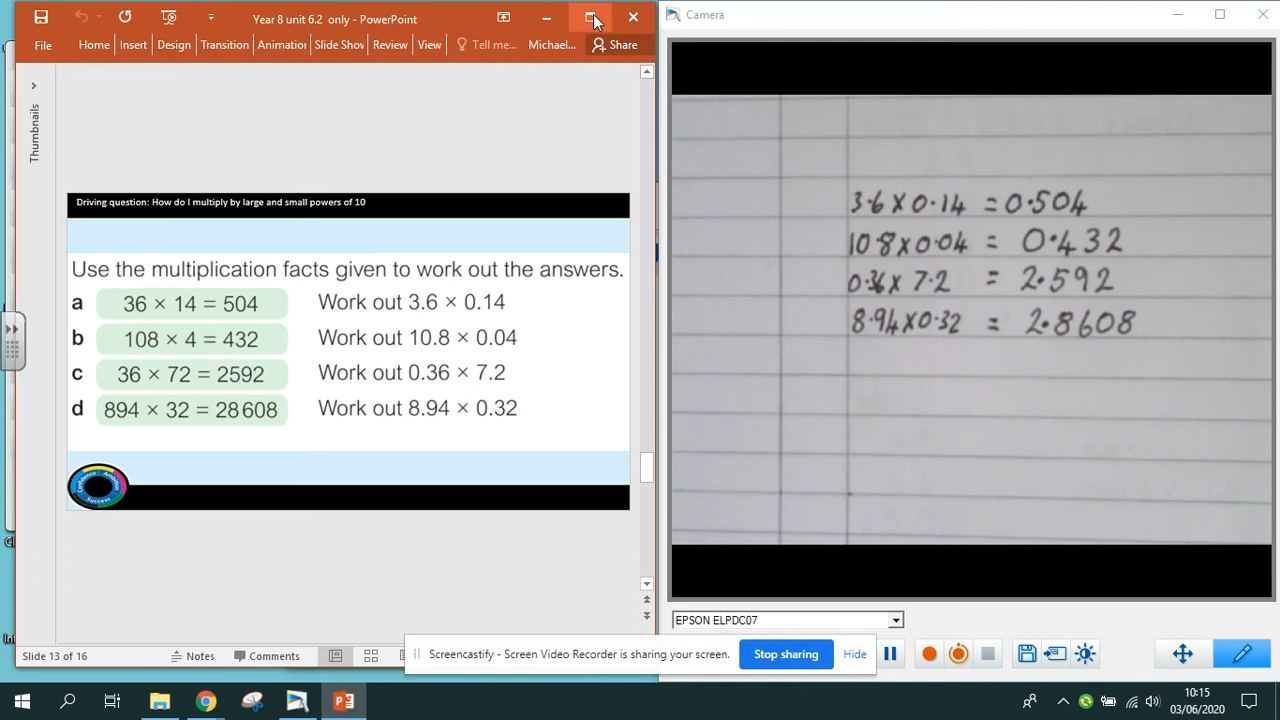 Year 8 unit 6.2 only - PowerPoint
File Home Insert Design Transition Animation Slide Show Review View Tell me... Michael... Share
Thumbnails
Driving question: How do I multiply by large and small powers of 10
Use the multiplication facts given to work out the answers.
a 36 × 14 = 504 Work out 3.6 × 0.14
b 108 × 4 = 432 Work out 10.8 × 0.04
c 36 × 72 = 2592 Work out 0.36 × 7.2
d 894 × 32 = 28 608 Work out 8.94 × 0.32
Confidence Ambition Success
Slide 13 of 16 Notes Comments
Camera
3.6 × 0.14 = 0.504
10.8 × 0.04 = 0.432
0.36 × 7.2 = 2.592
8.94 × 0.32 = 2.8608
EPSON ELPDC07
Screencastify - Screen Video Recorder is sharing your screen. Stop sharing Hide
10:15
03/06/2020